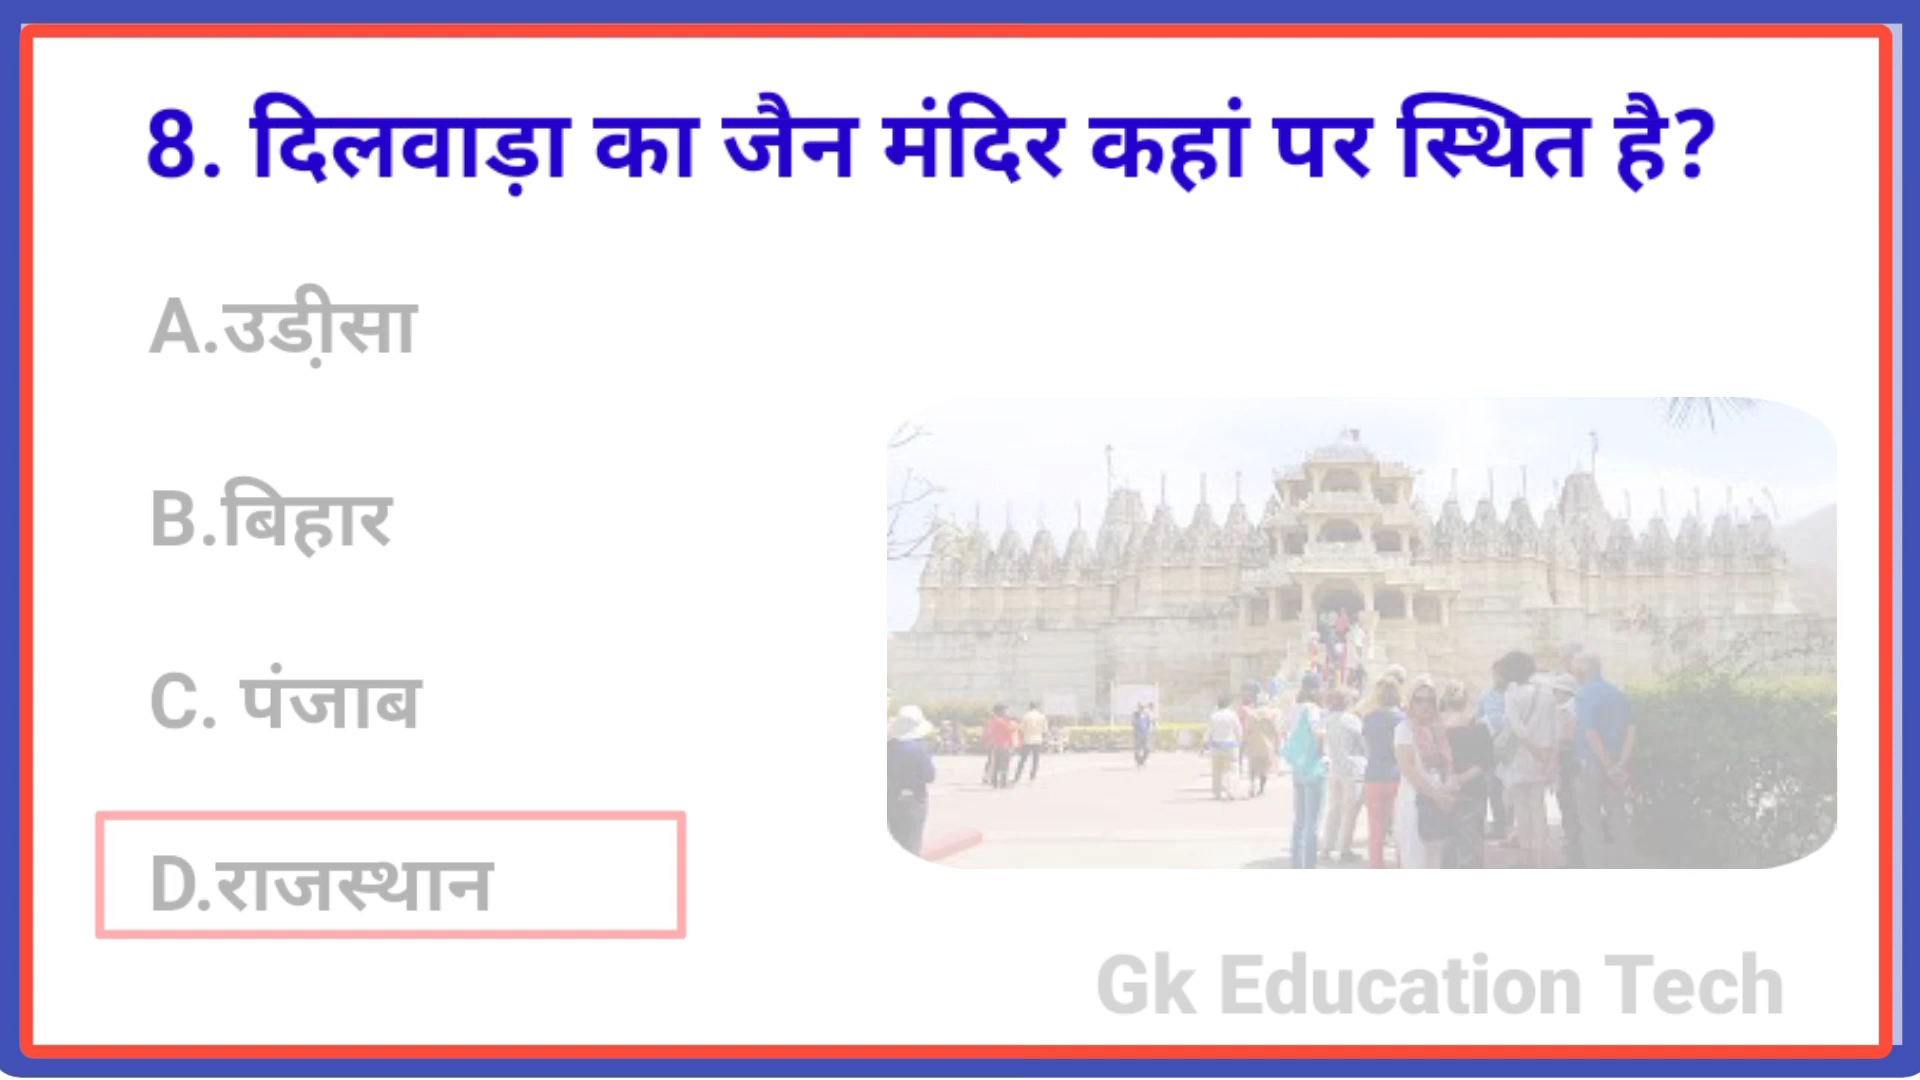 8. दिलवाड़ा का जैन मंदिर कहां पर स्थित है?
A.उडी़सा
B.बिहार
C. पंजाब
D.राजस्थान
Gk Education Tech